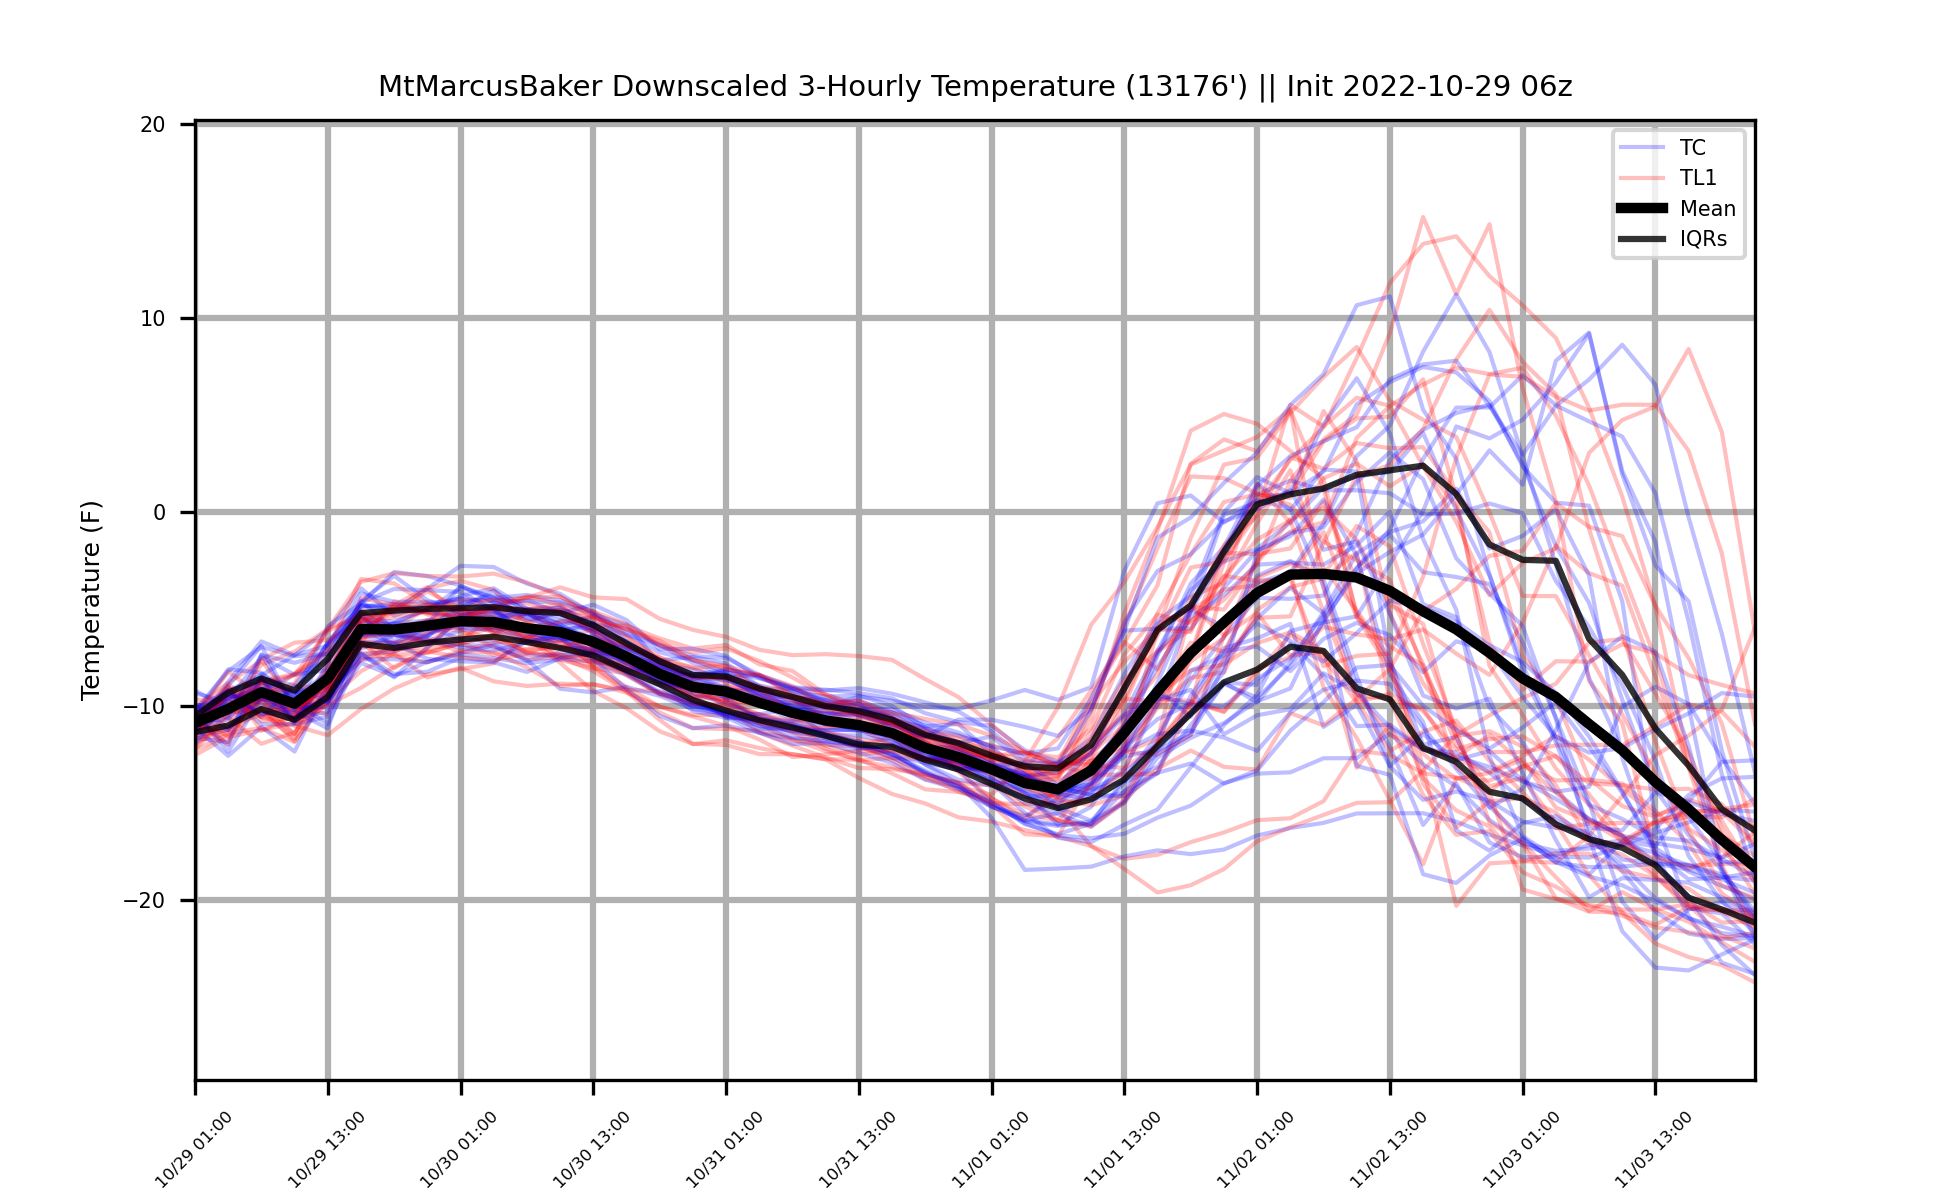 MtMarcusBaker Downscaled 3-Hourly Temperature (13176') || Init 2022-10-29 06z
TC
TL1
Mean
IQRs
Temperature (F)
20
10
0
−10
−20
10/29 01:00
10/29 13:00
10/30 01:00
10/30 13:00
10/31 01:00
10/31 13:00
11/01 01:00
11/01 13:00
11/02 01:00
11/02 13:00
11/03 01:00
11/03 13:00